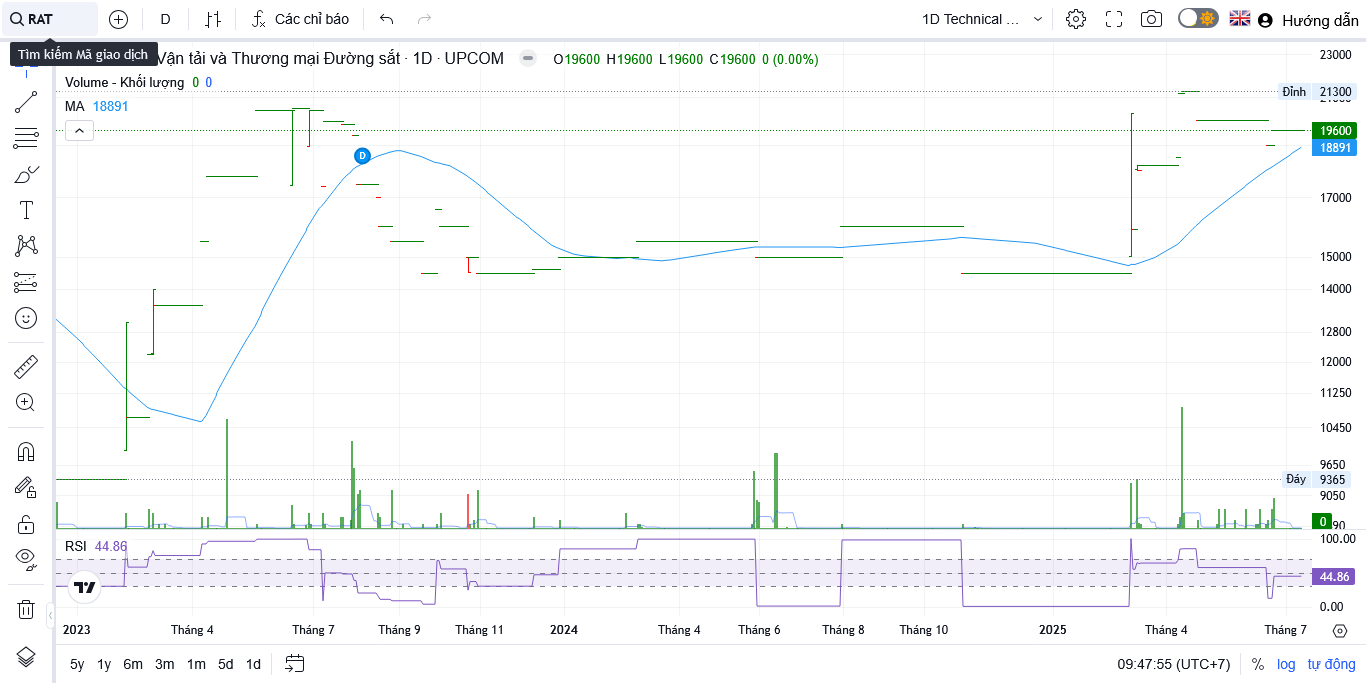 RAT
D
Các chỉ báo
1D Technical ...
Hướng dẫn
Tìm kiếm Mã giao dịch
Vận tải và Thương mại Đường sắt · 1D · UPCOM
O19600 H19600 L19600 C19600 0 (0.00%)
Volume - Khối lượng 0 0
MA 18891
D
23000
Đỉnh 21300
19600
18891
17000
15000
14000
12800
12000
11250
10450
9650
Đáy 9365
9050
0
90
RSI 44.86
100.00
44.86
0.00
2023 Tháng 4 Tháng 7 Tháng 9 Tháng 11 2024 Tháng 4 Tháng 6 Tháng 8 Tháng 10 2025 Tháng 4 Tháng 7
5y 1y 6m 3m 1m 5d 1d
09:47:55 (UTC+7) % log tự động